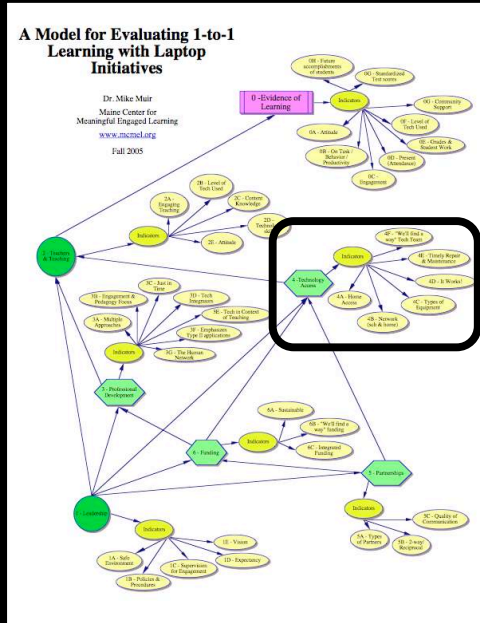 A Model for Evaluating 1-to-1
Learning with Laptop
Initiatives
Dr. Mike Muir
Maine Center for
Meaningful Engaged Learning
www.mcmel.org
Fall 2005
0 -Evidence of
Learning
Indicators
0H - Future
accomplishments
of students
0G - Standardized
Test scores
0G - Community
Support
0F - Level of
Tech Used
0E - Grades &
Student Work
0D - Present
(Attendance)
0C -
Engagement
0B - On Task /
Behavior /
Productivity
0A - Attitude
2 - Teachers
& Teaching
Indicators
2A -
Engaging
Teaching
2B - Level of
Tech Used
2C - Content
Knowledge
2D -
2E - Attitude
4 -Technology
Access
Indicators
4F - "We'll find a
way" Tech Team
4E - Timely Repair
& Maintenance
4D - It Works!
4C - Types of
Equipment
4B - Network
(sch & home)
4A - Home
Access
3 - Professional
Development
Indicators
3A - Multiple
Approaches
3B - Engagement &
Pedagogy Focus
3C - Just in
Time
3D - Tech
Integrators
3E - Tech in Context
of Teaching
3F - Emphasizes
Type II applications
3G - The Human
Network
6 - Funding
Indicators
6A - Sustainable
6B - "We'll find a
way" funding
6C - Integrated
Funding
5 - Partnerships
Indicators
5A - Types
of Partners
5B - 2-way/
Reciprocal
5C - Quality of
Communication
1 - Leadership
Indicators
1A - Safe
Environment
1B - Policies &
Procedures
1C - Supervision
for Engagement
1D - Expectancy
1E - Vision